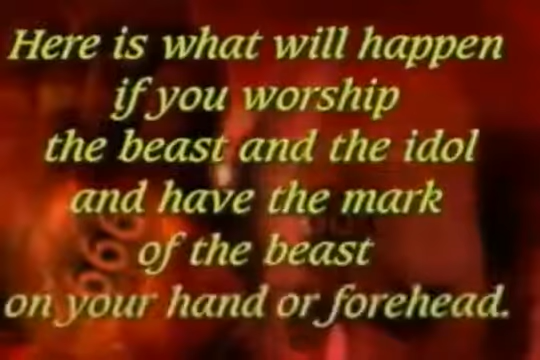 Here is what will happen
if you worship
the beast and the idol
and have the mark
of the beast
on your hand or forehead.
666